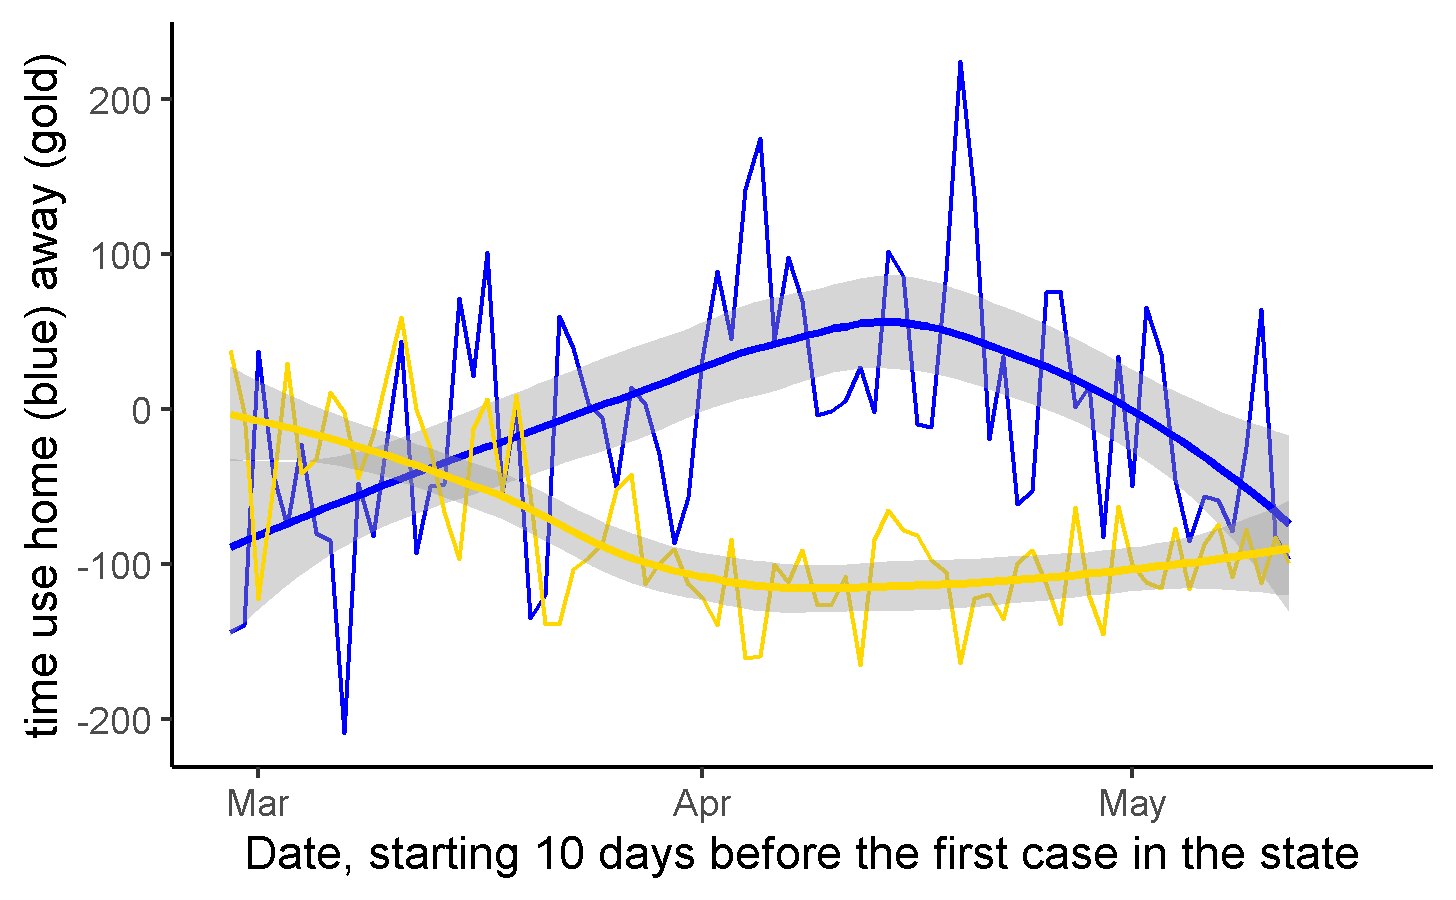 time use home (blue) away (gold)
200
100
0
-100
-200
Mar
Apr
May
Date, starting 10 days before the first case in the state